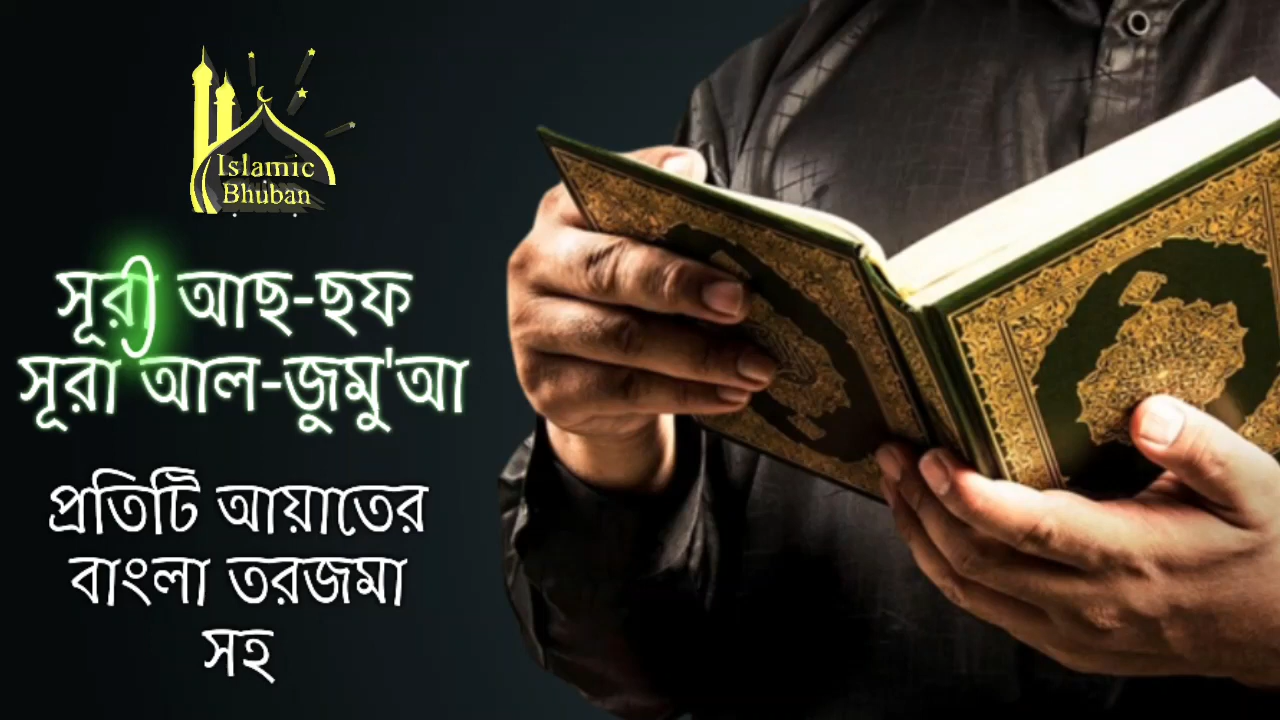 Islamic
Bhuban
সূরা আছ-ছফ
সূরা আল-জুমু'আ
প্রতিটি আয়াতের
বাংলা তরজমা
সহ